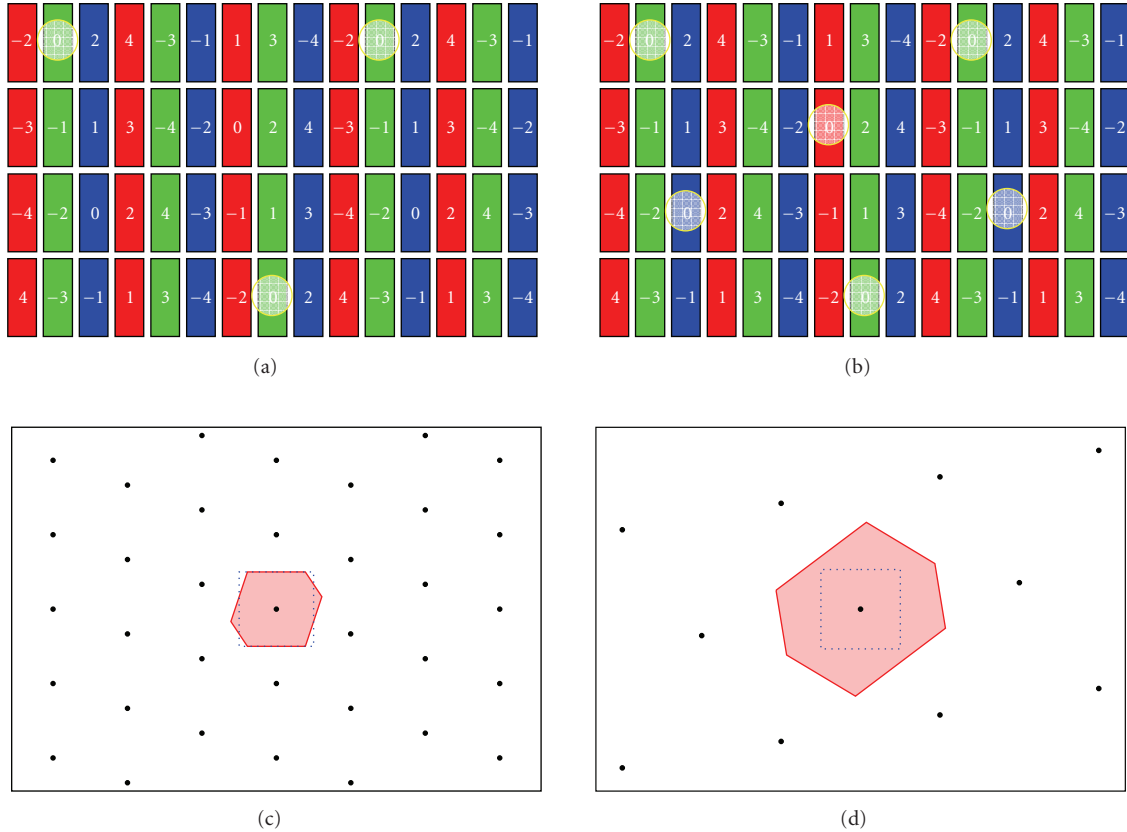 −2 0 2 4 −3 −1 1 3 −4 −2 0 2 4 −3 −1
−3 −1 1 3 −4 −2 0 2 4 −3 −1 1 3 −4 −2
−4 −2 0 2 4 −3 −1 1 3 −4 −2 0 2 4 −3
4 −3 −1 1 3 −4 −2 0 2 4 −3 −1 1 3 −4
(a)
−2 0 2 4 −3 −1 1 3 −4 −2 0 2 4 −3 −1
−3 −1 1 3 −4 −2 0 2 4 −3 −1 1 3 −4 −2
−4 −2 0 2 4 −3 −1 1 3 −4 −2 0 2 4 −3
4 −3 −1 1 3 −4 −2 0 2 4 −3 −1 1 3 −4
(b)
(c)
(d)